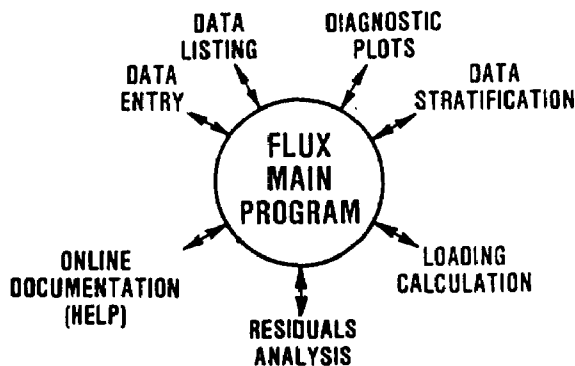 DATA
LISTING
DIAGNOSTIC
PLOTS
DATA
ENTRY
DATA
STRATIFICATION
FLUX
MAIN
PROGRAM
ONLINE
DOCUMENTATION
(HELP)
LOADING
CALCULATION
RESIDUALS
ANALYSIS